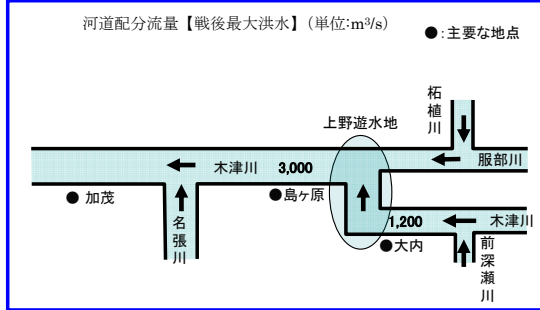 河道配分流量【戦後最大洪水】(単位:m³/s)
●:主要な地点
柘植川
上野遊水地
服部川
木津川
3,000
●島ヶ原
●加茂
名張川
1,200
木津川
●大内
前深瀬川